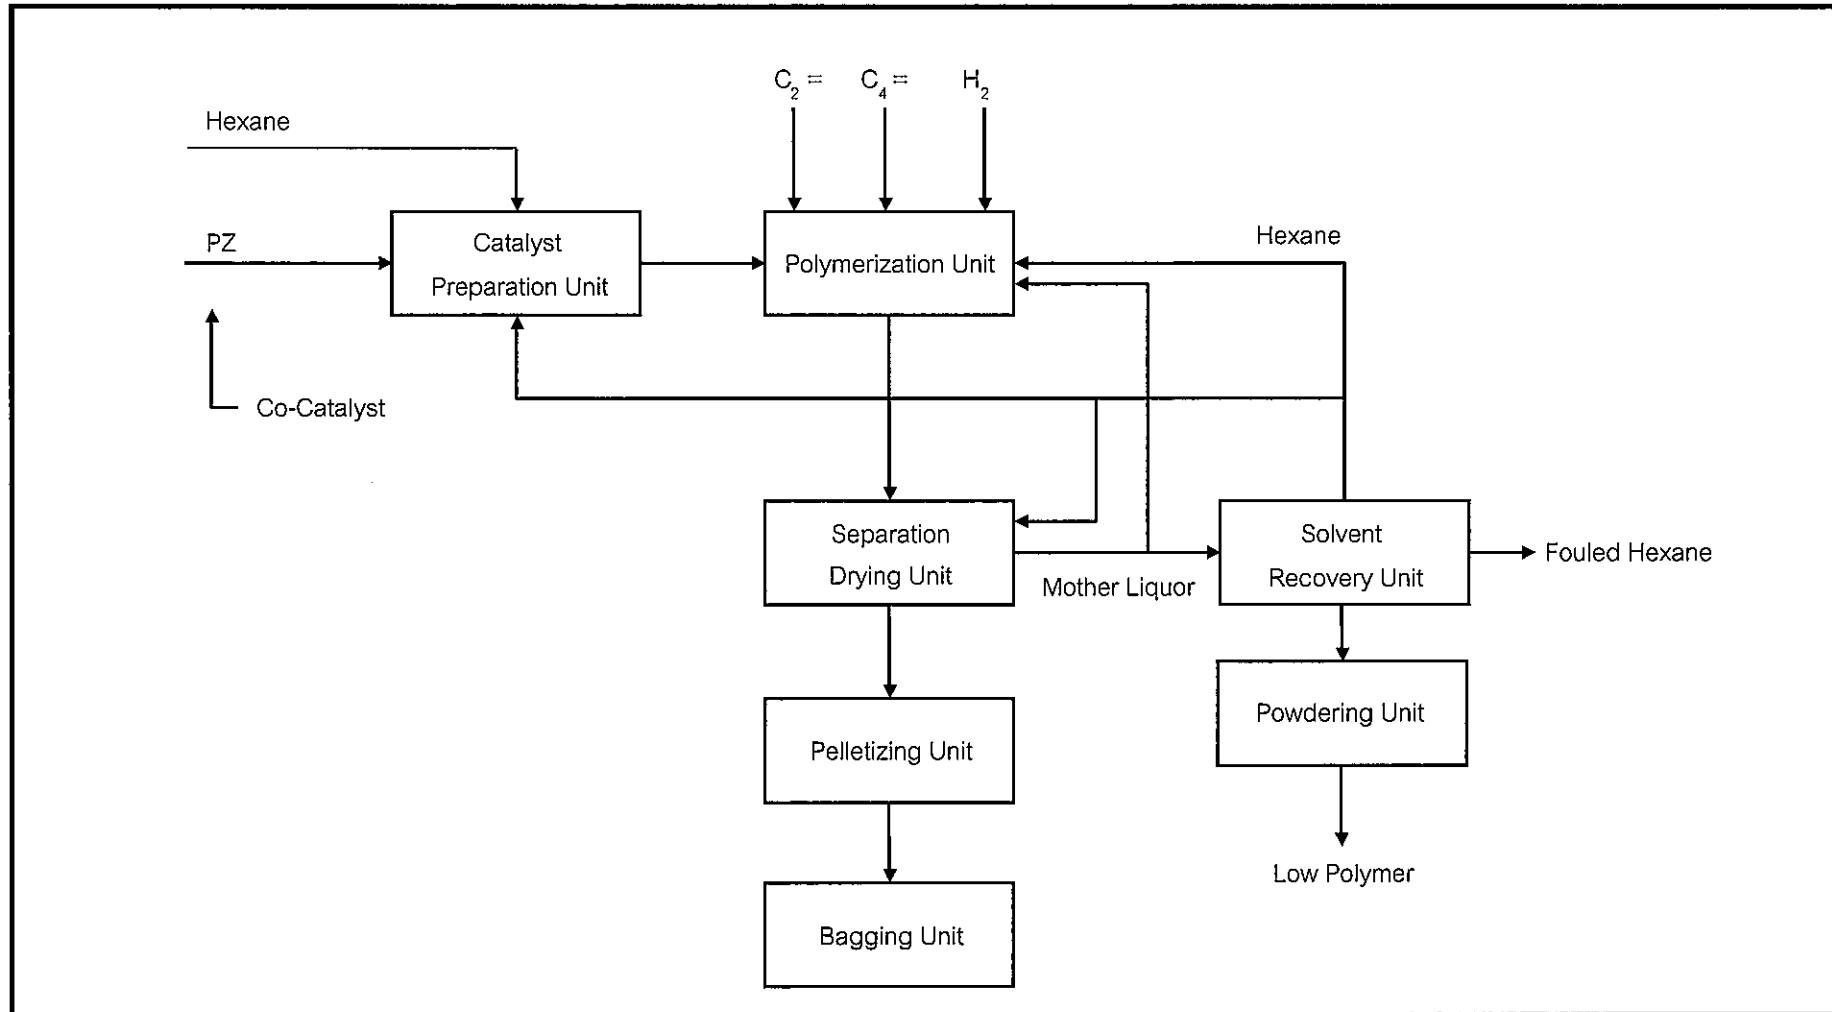 C₂ =
C₄ =
H₂
Hexane
PZ
Catalyst
Preparation Unit
Polymerization Unit
Hexane
Co-Catalyst
Separation
Drying Unit
Mother Liquor
Solvent
Recovery Unit
Fouled Hexane
Pelletizing Unit
Powdering Unit
Low Polymer
Bagging Unit